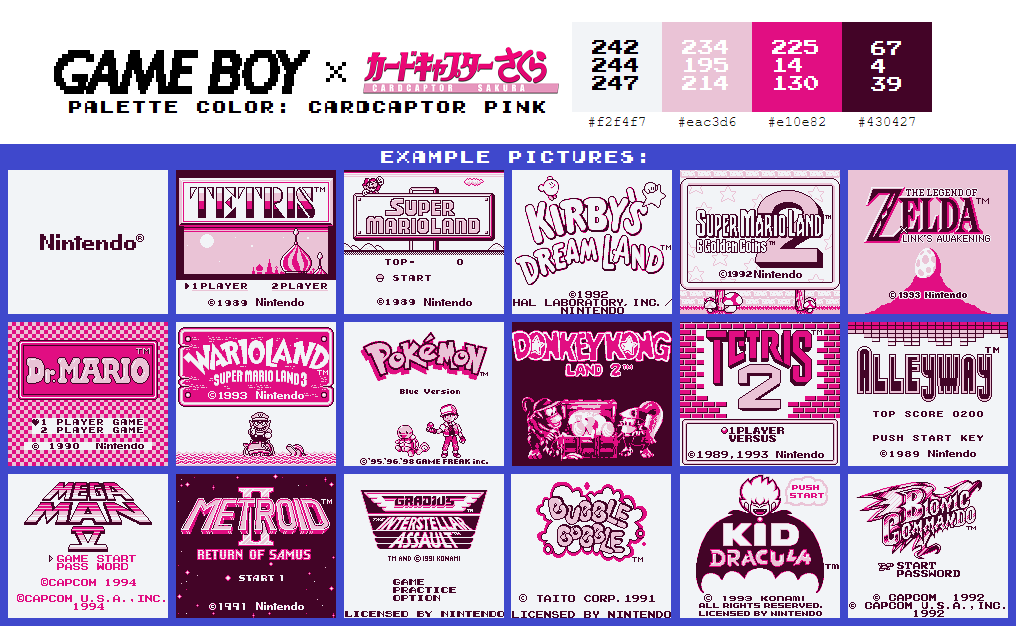 GAME BOY × カードキャプターさくら
CARDCAPTOR SAKURA
PALETTE COLOR: CARDCAPTOR PINK
242
244
247
#f2f4f7
234
195
214
#eac3d6
225
14
130
#e10e82
67
4
39
#430427
EXAMPLE PICTURES:
Nintendo®
TETRIS™
1PLAYER 2PLAYER
©1989 Nintendo
SUPER
MARIOLAND
TOP- 0
START
©1989 Nintendo
KIRBY'S
DREAM LAND™
©1992
HAL LABORATORY, INC. /
NINTENDO
SUPER MARIO LAND™
2
6 Golden Coins™
©1992 Nintendo
THE LEGEND OF
ZELDA™
LINK'S AWAKENING
©1993 Nintendo
Dr. MARIO™
1 PLAYER GAME
2 PLAYER GAME
© 1990 Nintendo
WARIOLAND
SUPER MARIO LAND 3™
©1993 Nintendo
POKéMON™
Blue Version
©'95.'96.'98 GAME FREAK inc.
DONKEY KONG
LAND 2™
TETRIS™
2
1PLAYER
VERSUS
©1989,1993 Nintendo
ALLEYWAY™
TOP SCORE 0200
PUSH START KEY
©1989 Nintendo
MEGA
MAN
IV
GAME START
PASS WORD
©CAPCOM 1994
©CAPCOM U.S.A.,INC.
1994
II
METROID™
RETURN OF SAMUS
START 1
©1991 Nintendo
GRADIUS
THE INTERSTELLAR
ASSAULT™
TM AND ©1991 KONAMI
GAME
PRACTICE
OPTION
LICENSED BY NINTENDO
BUBBLE
BOBBLE™
© TAITO CORP. 1991
LICENSED BY NINTENDO
PUSH
START
KID
DRACULA™
© 1993 KONAMI
ALL RIGHTS RESERVED.
LICENSED BY NINTENDO
BIONIC
COMMANDO™
START
PASSWORD
© CAPCOM 1992
© CAPCOM U.S.A.,INC.
1992